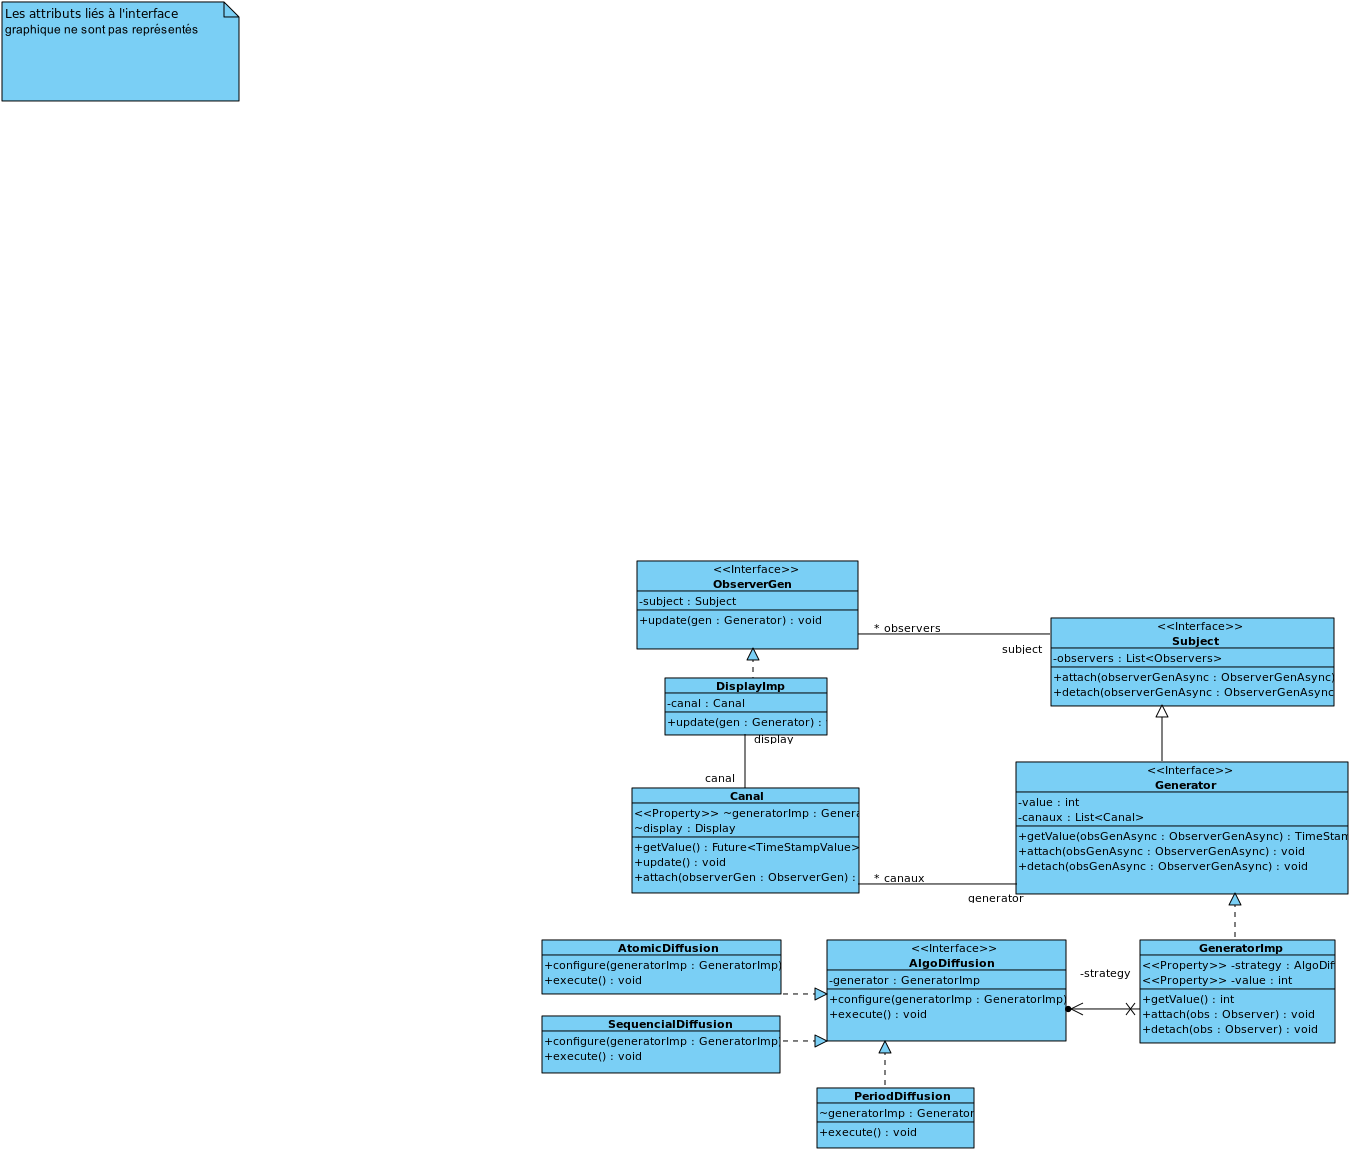 Les attributs liés à l'interface
graphique ne sont pas représentés
<<Interface>>
ObserverGen
-subject : Subject
+update(gen : Generator) : void
* observers
subject
<<Interface>>
Subject
-observers : List<Observers>
+attach(observerGenAsync : ObserverGenAsync)
+detach(observerGenAsync : ObserverGenAsync
DisplayImp
-canal : Canal
+update(gen : Generator) :
display
canal
Canal
<<Property>> ~generatorImp : Genera
~display : Display
+getValue() : Future<TimeStampValue>
+update() : void
+attach(observerGen : ObserverGen) :
* canaux
generator
<<Interface>>
Generator
-value : int
-canaux : List<Canal>
+getValue(obsGenAsync : ObserverGenAsync) : TimeStam
+attach(obsGenAsync : ObserverGenAsync) : void
+detach(obsGenAsync : ObserverGenAsync) : void
AtomicDiffusion
+configure(generatorImp : GeneratorImp)
+execute() : void
SequencialDiffusion
+configure(generatorImp : GeneratorImp)
+execute() : void
<<Interface>>
AlgoDiffusion
-generator : GeneratorImp
+configure(generatorImp : GeneratorImp)
+execute() : void
-strategy
GeneratorImp
<<Property>> -strategy : AlgoDif
<<Property>> -value : int
+getValue() : int
+attach(obs : Observer) : void
+detach(obs : Observer) : void
PeriodDiffusion
~generatorImp : Generator
+execute() : void